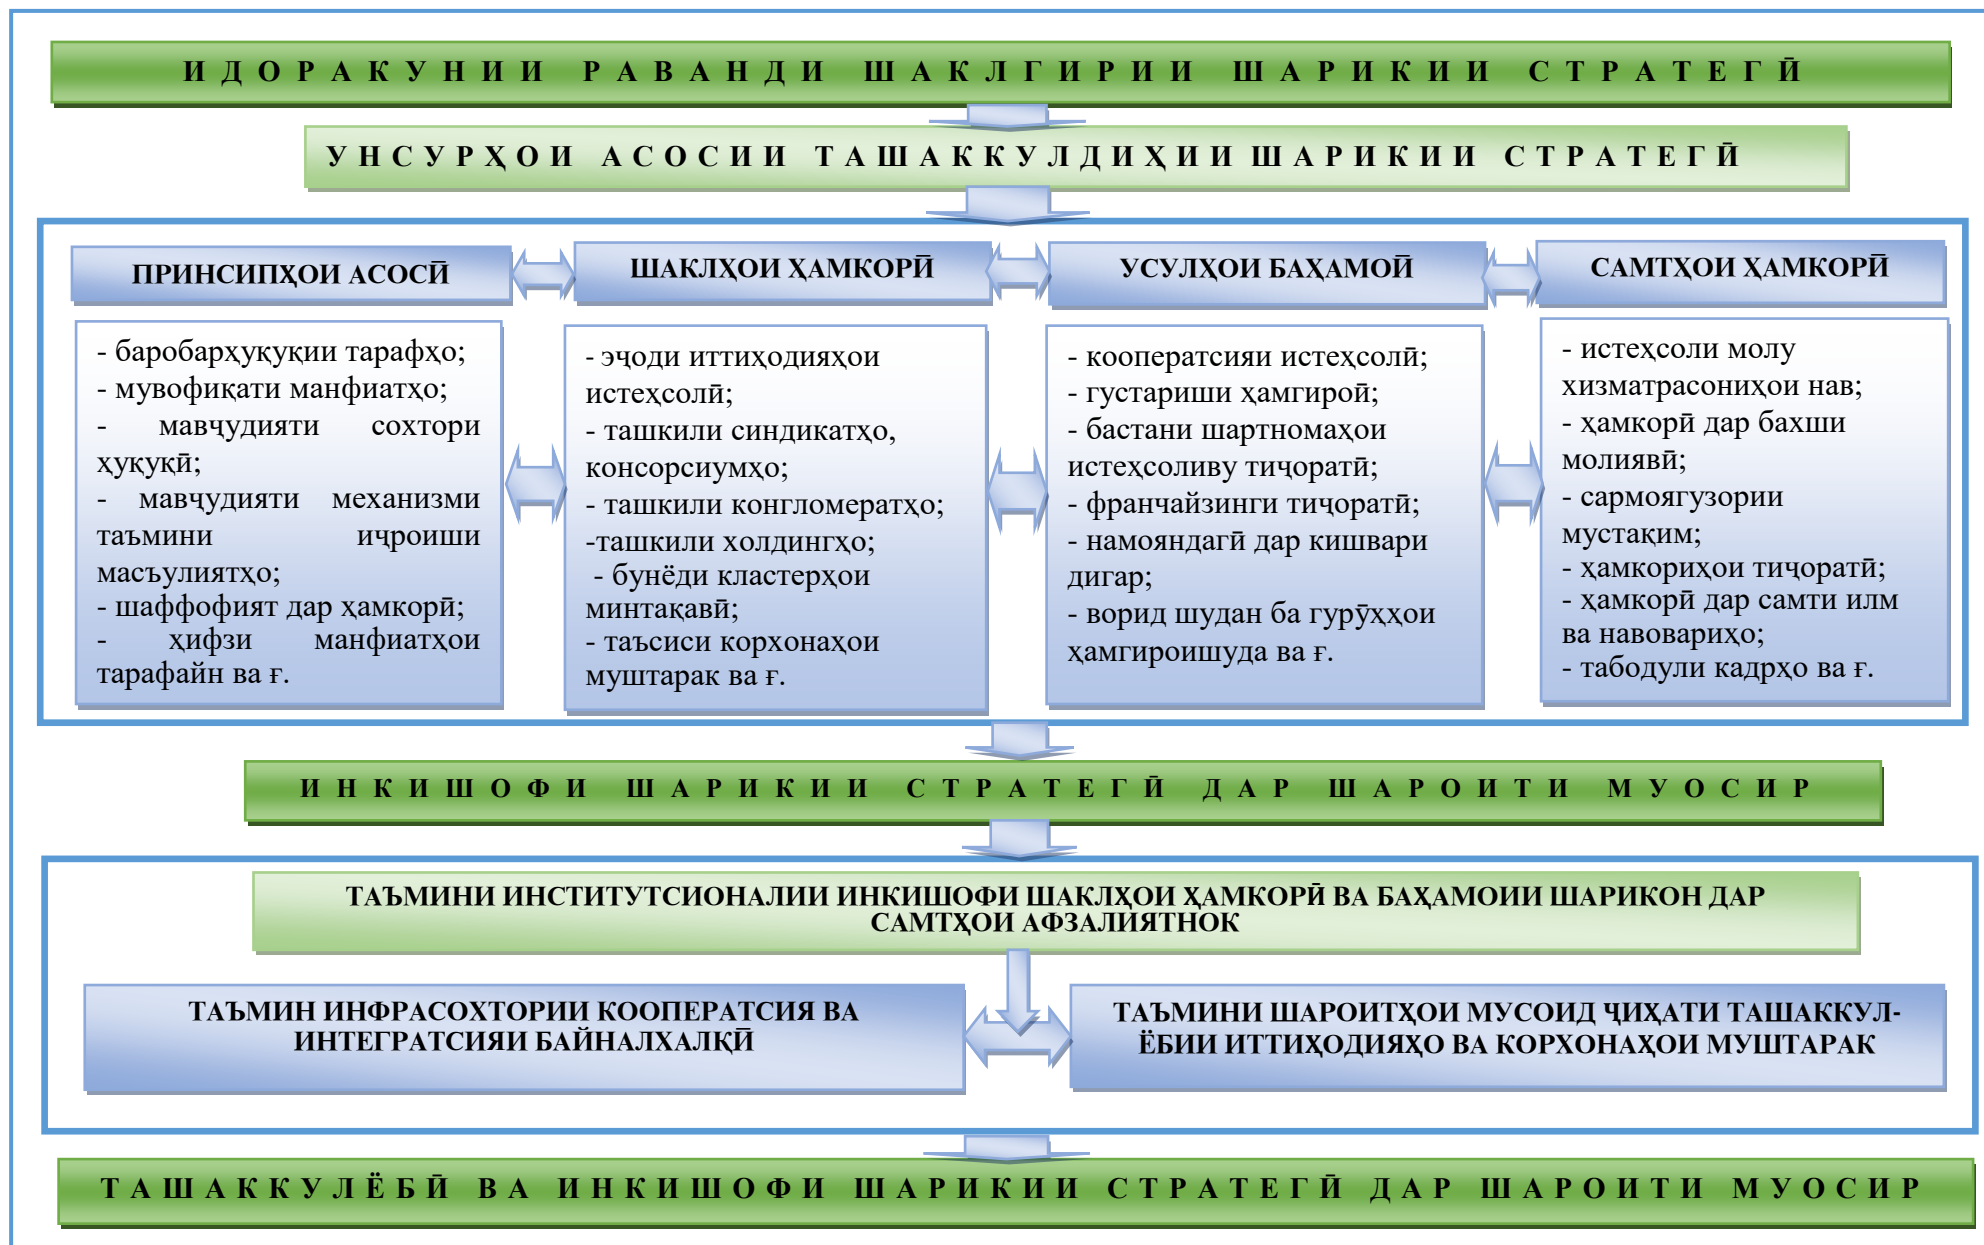 ИДОРАКУНИИ РАВАНДИ ШАКЛГИРИИ ШАРИКИИ СТРАТЕГӢ
УНСУРҲОИ АСОСИИ ТАШАККУЛДИҲИИ ШАРИКИИ СТРАТЕГӢ
ПРИНСИПҲОИ АСОСӢ
- баробарҳуқуқии тарафҳо;
- мувофиқати манфиатҳо;
- мавҷудияти сохтори
ҳуқуқӣ;
- мавҷудияти механизми
таъмини иҷроиши
масъулиятҳо;
- шаффофият дар ҳамкорӣ;
- ҳифзи манфиатҳои
тарафайн ва ғ.
ШАКЛҲОИ ҲАМКОРӢ
- эҷоди иттиҳодияҳои
истеҳсолӣ;
- ташкили синдикатҳо,
консорсиумҳо;
- ташкили конгломератҳо;
-ташкили холдингҳо;
- бунёди кластерҳои
минтақавӣ;
- таъсиси корхонаҳои
муштарак ва ғ.
УСУЛҲОИ БАҲАМОӢ
- кооператсияи истеҳсолӣ;
- густариши ҳамгироӣ;
- бастани шартномаҳои
истеҳсоливу тиҷоратӣ;
- франчайзинги тиҷоратӣ;
- намояндагӣ дар кишвари
дигар;
- ворид шудан ба гурӯҳҳои
ҳамгироишуда ва ғ.
САМТҲОИ ҲАМКОРӢ
- истеҳсоли молу
хизматрасониҳои нав;
- ҳамкорӣ дар бахши
молиявӣ;
- сармоягузории
мустақим;
- ҳамкориҳои тиҷоратӣ;
- ҳамкорӣ дар самти илм
ва навовариҳо;
- табодули кадрҳо ва ғ.
ИНКИШОФИ ШАРИКИИ СТРАТЕГӢ ДАР ШАРОИТИ МУОСИР
ТАЪМИНИ ИНСТИТУТСИОНАЛИИ ИНКИШОФИ ШАКЛҲОИ ҲАМКОРӢ ВА БАҲАМОИИ ШАРИКОН ДАР
САМТҲОИ АФЗАЛИЯТНОК
ТАЪМИН ИНФРАСОХТОРИИ КООПЕРАТСИЯ ВА
ИНТЕГРАТСИЯИ БАЙНАЛХАЛҚӢ
ТАЪМИНИ ШАРОИТҲОИ МУСОИД ҶИҲАТИ ТАШАККУЛ-
ЁБИИ ИТТИҲОДИЯҲО ВА КОРХОНАҲОИ МУШТАРАК
ТАШАККУЛЁБӢ ВА ИНКИШОФИ ШАРИКИИ СТРАТЕГӢ ДАР ШАРОИТИ МУОСИР